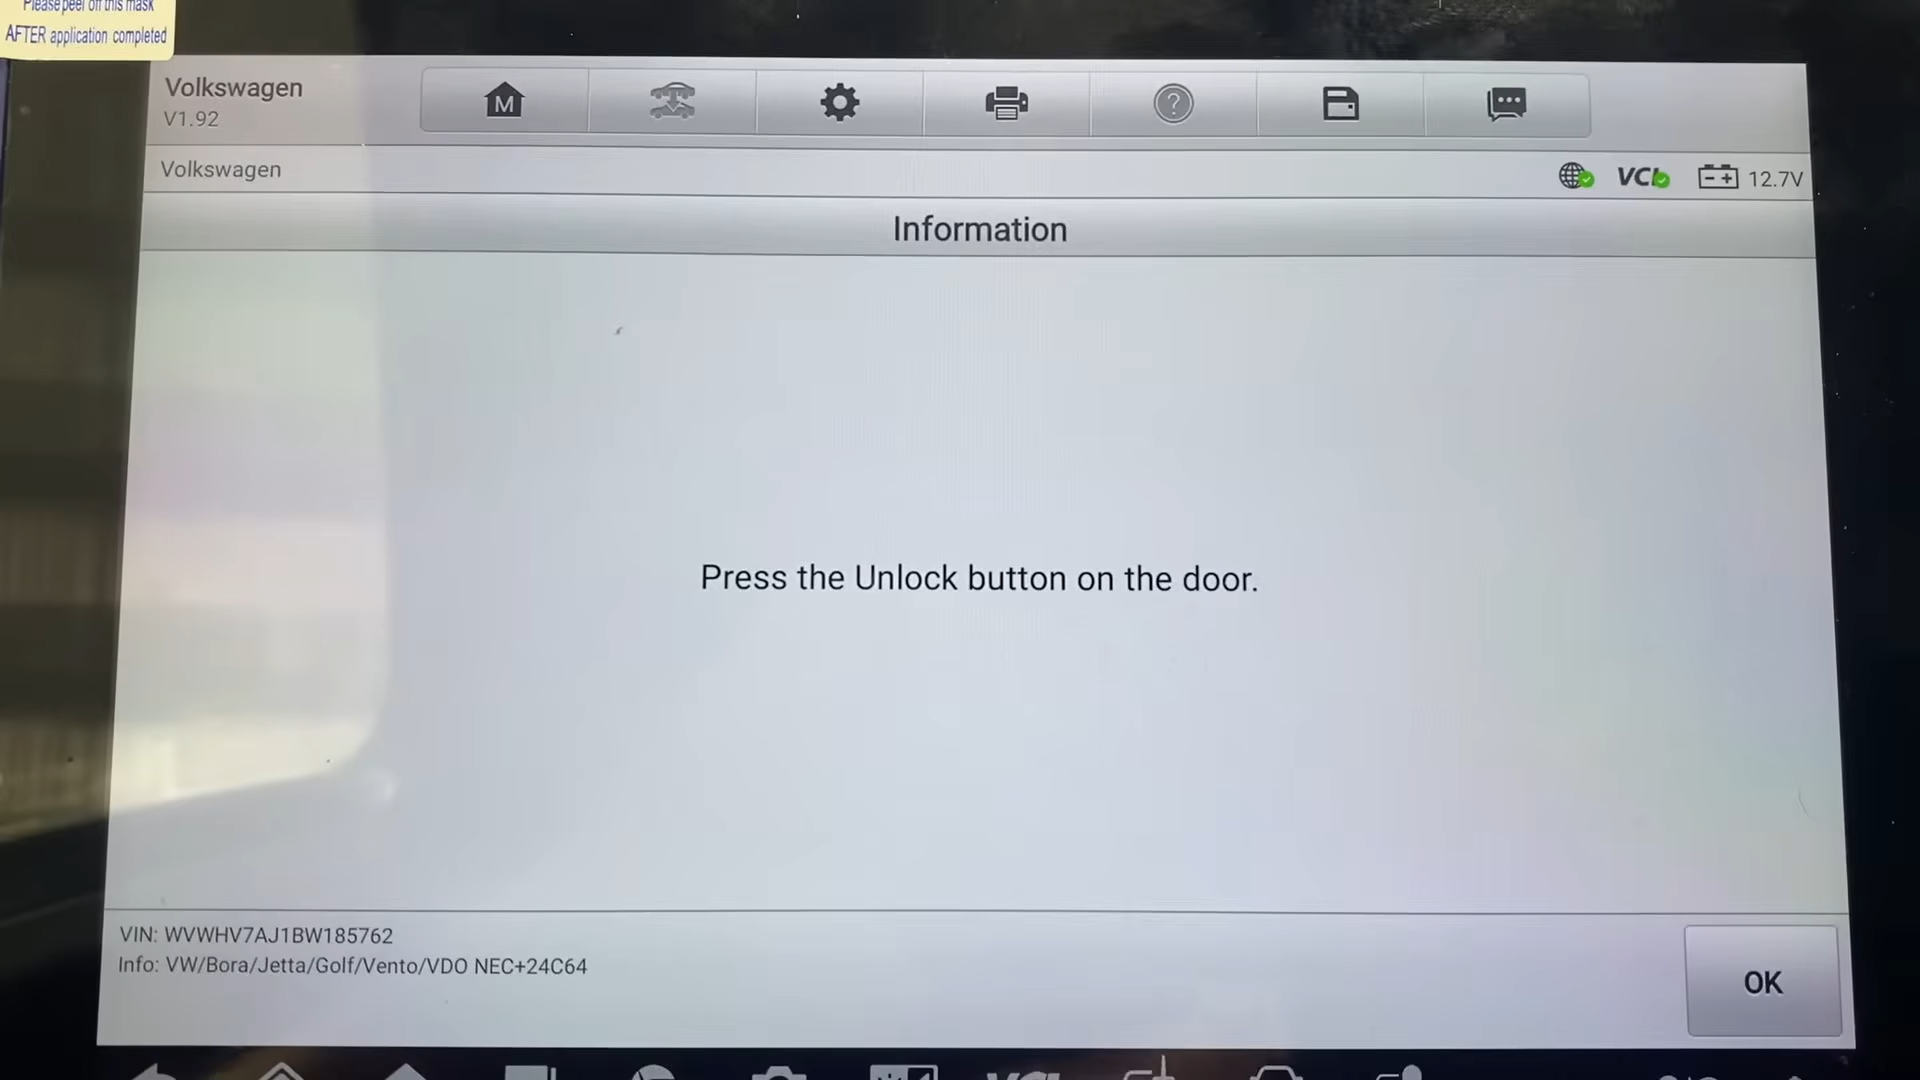 Please peel off this mask
AFTER application completed
Volkswagen
V1.92
M
?
Volkswagen
VCI
12.7V
Information
Press the Unlock button on the door.
VIN: WVWHV7AJ1BW185762
Info: VW/Bora/Jetta/Golf/Vento/VDO NEC+24C64
OK
VCI